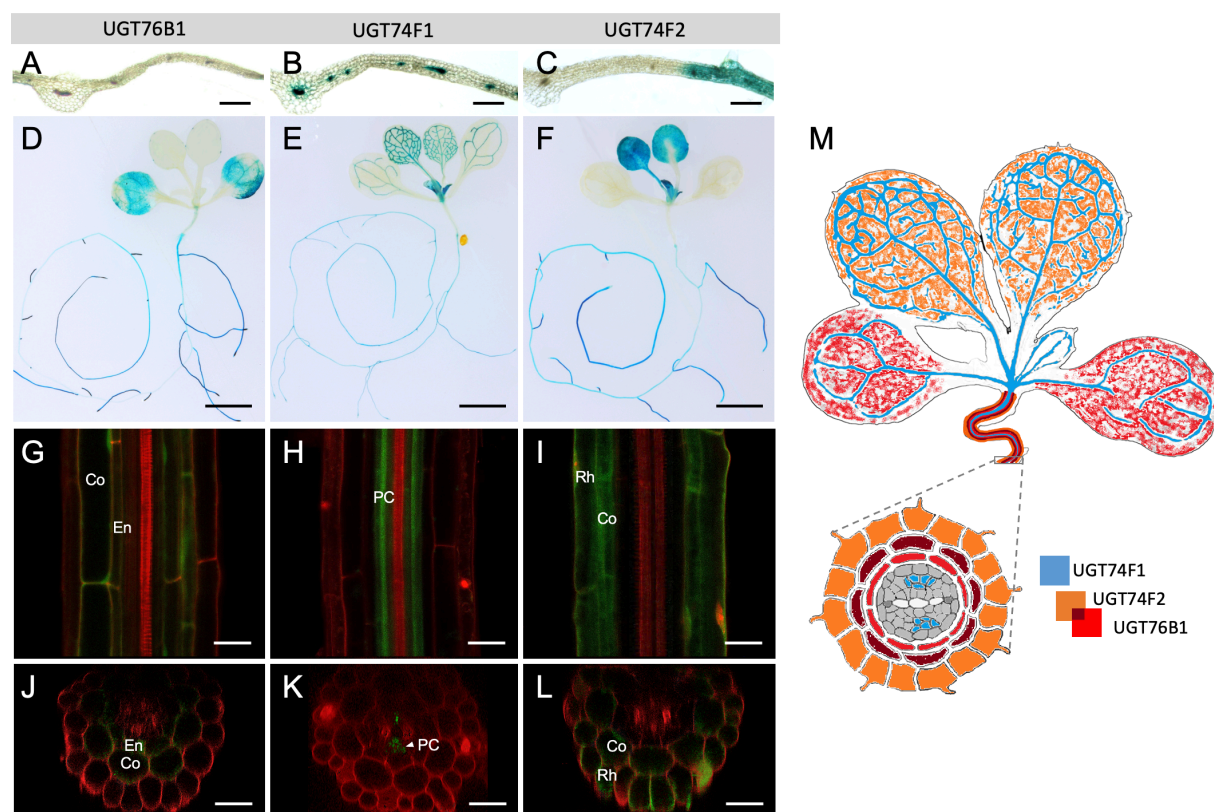 UGT76B1 UGT74F1 UGT74F2
A B C
D E F
M
G H I
Co En PC Rh Co
J K L
En Co PC Co Rh
UGT74F1
UGT74F2
UGT76B1